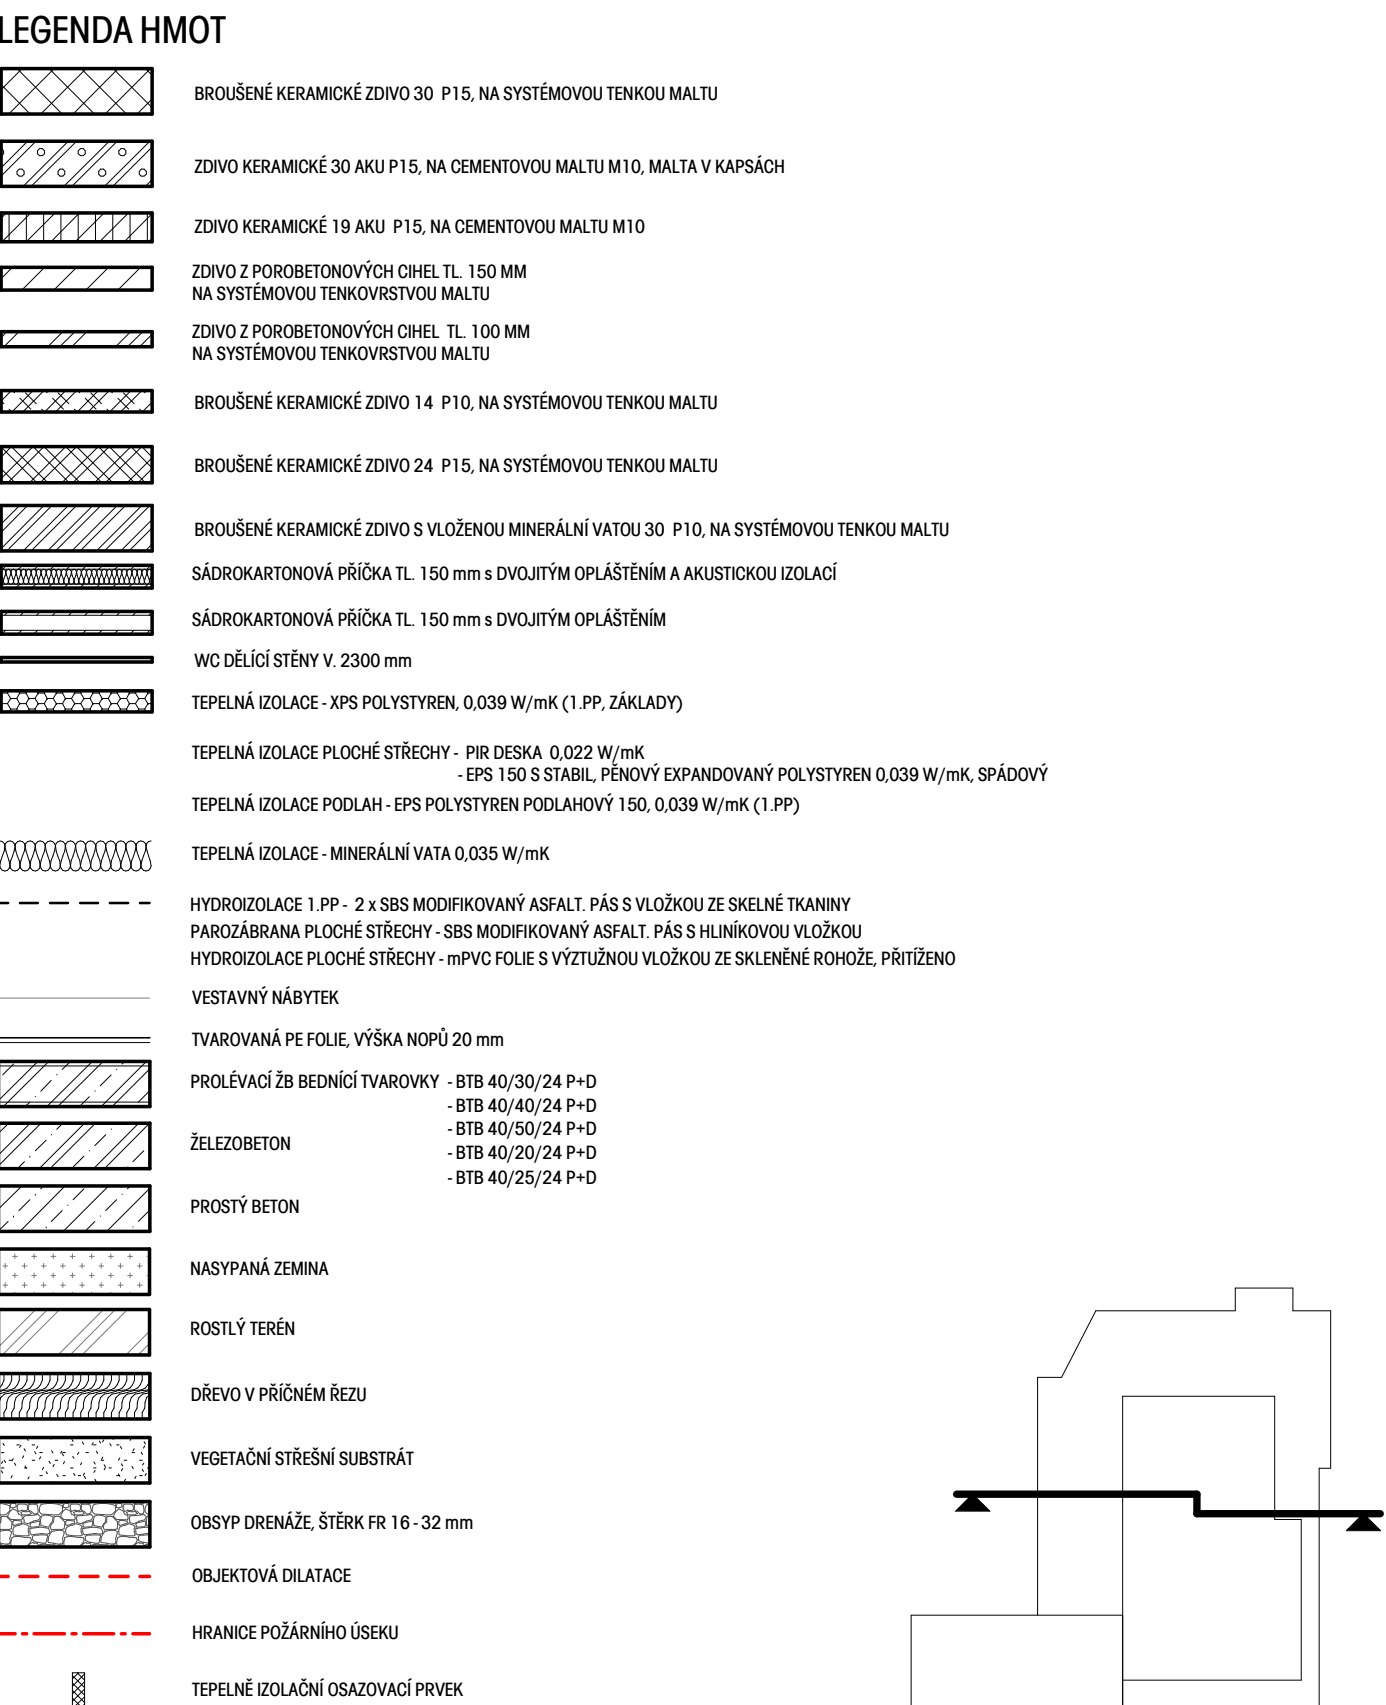 LEGENDA HMOT
BROUŠENÉ KERAMICKÉ ZDIVO 30 P15, NA SYSTÉMOVOU TENKOU MALTU
ZDIVO KERAMICKÉ 30 AKU P15, NA CEMENTOVOU MALTU M10, MALTA V KAPSÁCH
ZDIVO KERAMICKÉ 19 AKU P15, NA CEMENTOVOU MALTU M10
ZDIVO Z POROBETONOVÝCH CIHEL TL. 150 MM
NA SYSTÉMOVOU TENKOVRSTVOU MALTU
ZDIVO Z POROBETONOVÝCH CIHEL TL. 100 MM
NA SYSTÉMOVOU TENKOVRSTVOU MALTU
BROUŠENÉ KERAMICKÉ ZDIVO 14 P10, NA SYSTÉMOVOU TENKOU MALTU
BROUŠENÉ KERAMICKÉ ZDIVO 24 P15, NA SYSTÉMOVOU TENKOU MALTU
BROUŠENÉ KERAMICKÉ ZDIVO S VLOŽENOU MINERÁLNÍ VATOU 30 P10, NA SYSTÉMOVOU TENKOU MALTU
SÁDROKARTONOVÁ PŘÍČKA TL. 150 mm s DVOJITÝM OPLÁŠTĚNÍM A AKUSTICKOU IZOLACÍ
SÁDROKARTONOVÁ PŘÍČKA TL. 150 mm s DVOJITÝM OPLÁŠTĚNÍM
WC DĚLÍCÍ STĚNY V. 2300 mm
TEPELNÁ IZOLACE - XPS POLYSTYREN, 0,039 W/mK (1.PP, ZÁKLADY)
TEPELNÁ IZOLACE PLOCHÉ STŘECHY - PIR DESKA 0,022 W/mK
- EPS 150 S STABIL, PĚNOVÝ EXPANDOVANÝ POLYSTYREN 0,039 W/mK, SPÁDOVÝ
TEPELNÁ IZOLACE PODLAH - EPS POLYSTYREN PODLAHOVÝ 150, 0,039 W/mK (1.PP)
TEPELNÁ IZOLACE - MINERÁLNÍ VATA 0,035 W/mK
HYDROIZOLACE 1.PP - 2 x SBS MODIFIKOVANÝ ASFALT. PÁS S VLOŽKOU ZE SKELNÉ TKANINY
PAROZÁBRANA PLOCHÉ STŘECHY - SBS MODIFIKOVANÝ ASFALT. PÁS S HLINÍKOVOU VLOŽKOU
HYDROIZOLACE PLOCHÉ STŘECHY - mPVC FOLIE S VÝZTUŽNOU VLOŽKOU ZE SKLENĚNÉ ROHOŽE, PŘITÍŽENO
VESTAVNÝ NÁBYTEK
TVAROVANÁ PE FOLIE, VÝŠKA NOPŮ 20 mm
PROLÉVACÍ ŽB BEDNÍCÍ TVAROVKY - BTB 40/30/24 P+D
- BTB 40/40/24 P+D
- BTB 40/50/24 P+D
ŽELEZOBETON
- BTB 40/20/24 P+D
- BTB 40/25/24 P+D
PROSTÝ BETON
NASYPANÁ ZEMINA
ROSTLÝ TERÉN
DŘEVO V PŘÍČNÉM ŘEZU
VEGETAČNÍ STŘEŠNÍ SUBSTRÁT
OBSYP DRENÁŽE, ŠTĚRK FR 16 - 32 mm
OBJEKTOVÁ DILATACE
HRANICE POŽÁRNÍHO ÚSEKU
TEPELNĚ IZOLAČNÍ OSAZOVACÍ PRVEK